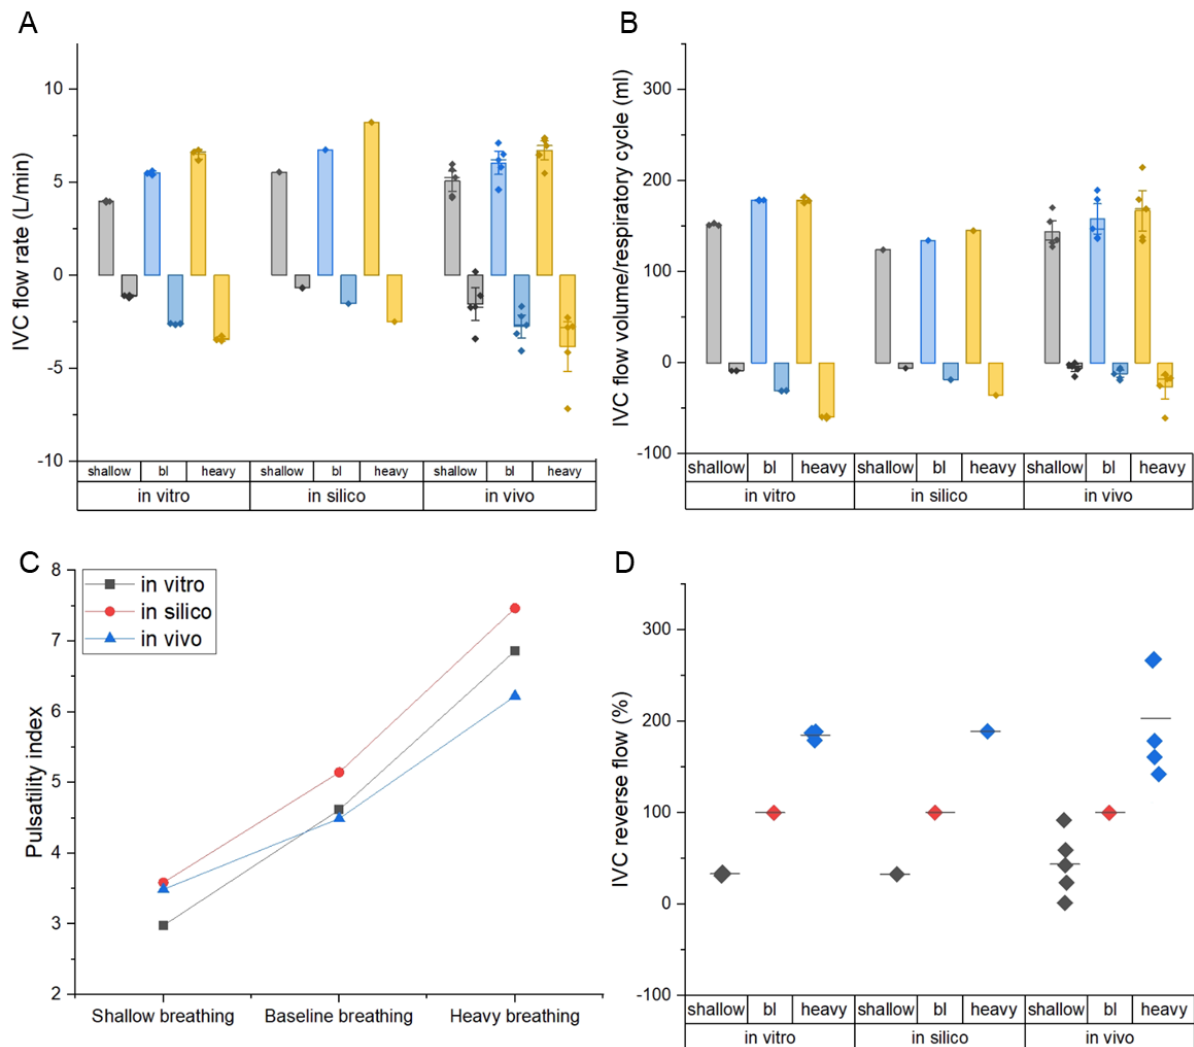 A
IVC flow rate (L/min)
10
5
0
-5
-10
shallow bl heavy shallow bl heavy shallow bl heavy
in vitro in silico in vivo
B
IVC flow volume/respiratory cycle (ml)
300
200
100
0
-100
shallow bl heavy shallow bl heavy shallow bl heavy
in vitro in silico in vivo
C
Pulsatility index
8
7
6
5
4
3
2
in vitro
in silico
in vivo
Shallow breathing Baseline breathing Heavy breathing
D
IVC reverse flow (%)
300
200
100
0
-100
shallow bl heavy shallow bl heavy shallow bl heavy
in vitro in silico in vivo